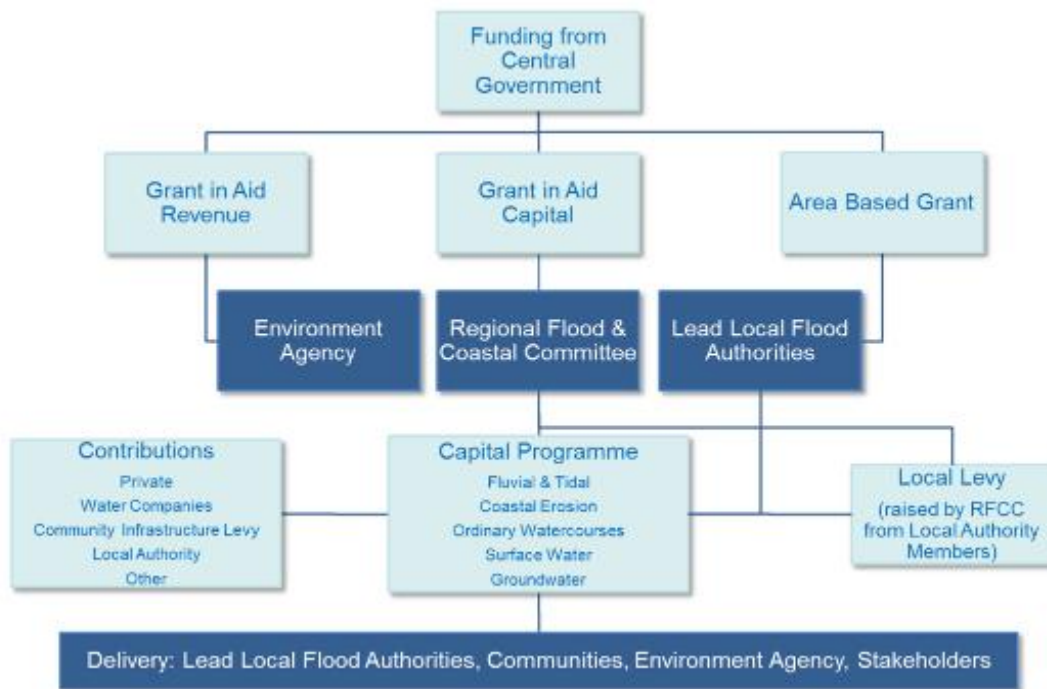 Funding from
Central
Government
Grant in Aid
Revenue
Grant in Aid
Capital
Area Based Grant
Environment
Agency
Regional Flood &
Coastal Committee
Lead Local Flood
Authorities
Contributions
Private
Water Companies
Community Infrastructure Levy
Local Authority
Other
Capital Programme
Fluvial & Tidal
Coastal Erosion
Ordinary Watercourses
Surface Water
Groundwater
Local Levy
(raised by RFCC
from Local Authority
Members)
Delivery: Lead Local Flood Authorities, Communities, Environment Agency, Stakeholders